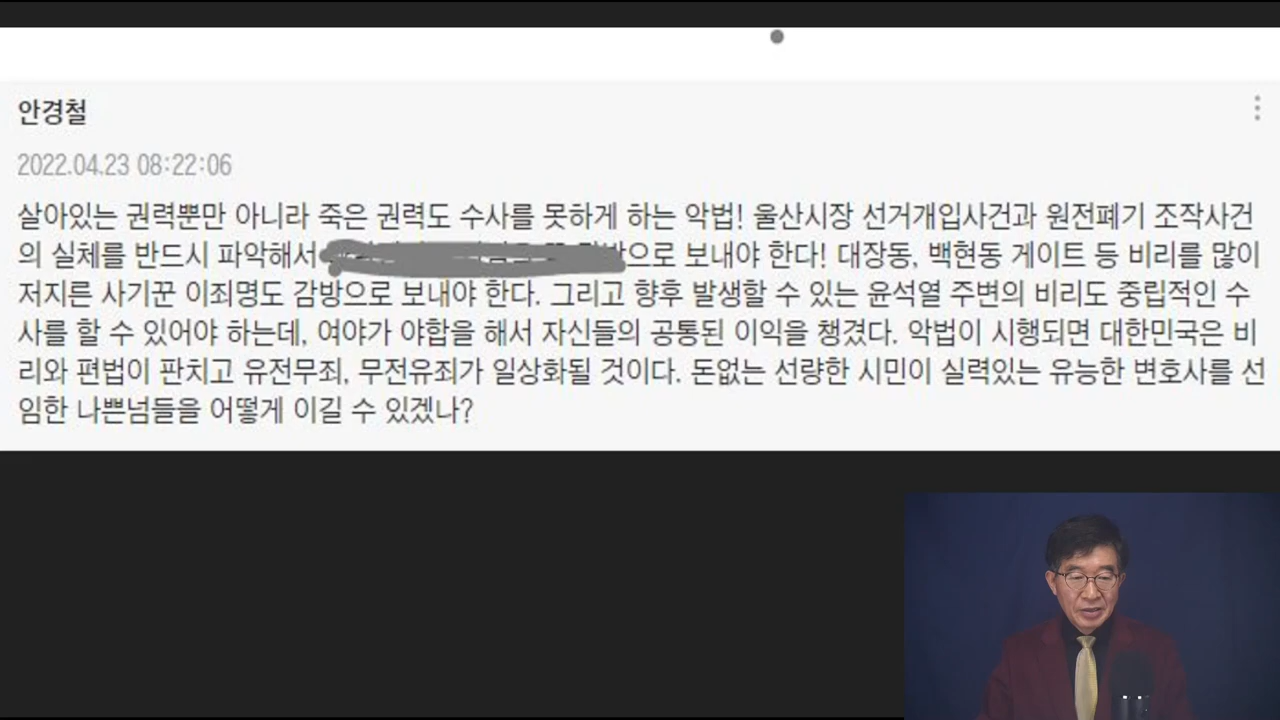 안경철
2022.04.23 08:22:06
살아있는 권력뿐만 아니라 죽은 권력도 수사를 못하게 하는 악법! 울산시장 선거개입사건과 원전폐기 조작사건
의 실체를 반드시 파악해서 으로 보내야 한다! 대장동, 백현동 게이트 등 비리를 많이
저지른 사기꾼 이죄명도 감방으로 보내야 한다. 그리고 향후 발생할 수 있는 윤석열 주변의 비리도 중립적인 수
사를 할 수 있어야 하는데, 여야가 야합을 해서 자신들의 공통된 이익을 챙겼다. 악법이 시행되면 대한민국은 비
리와 편법이 판치고 유전무죄, 무전유죄가 일상화될 것이다. 돈없는 선량한 시민이 실력있는 유능한 변호사를 선
임한 나쁜넘들을 어떻게 이길 수 있겠나?